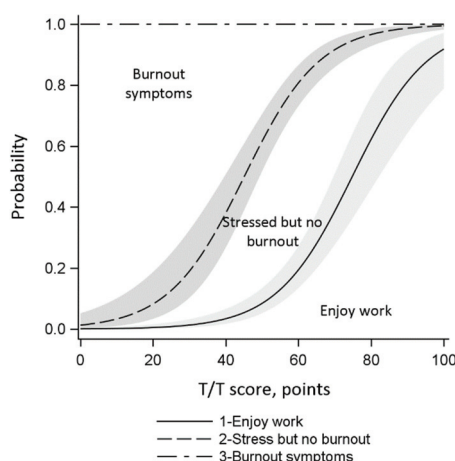 1.0
0.8
0.6
0.4
0.2
0.0
Probability
Burnout
symptoms
Stressed but no
burnout
Enjoy work
0 20 40 60 80 100
T/T score, points
1-Enjoy work
2-Stress but no burnout
3-Burnout symptoms